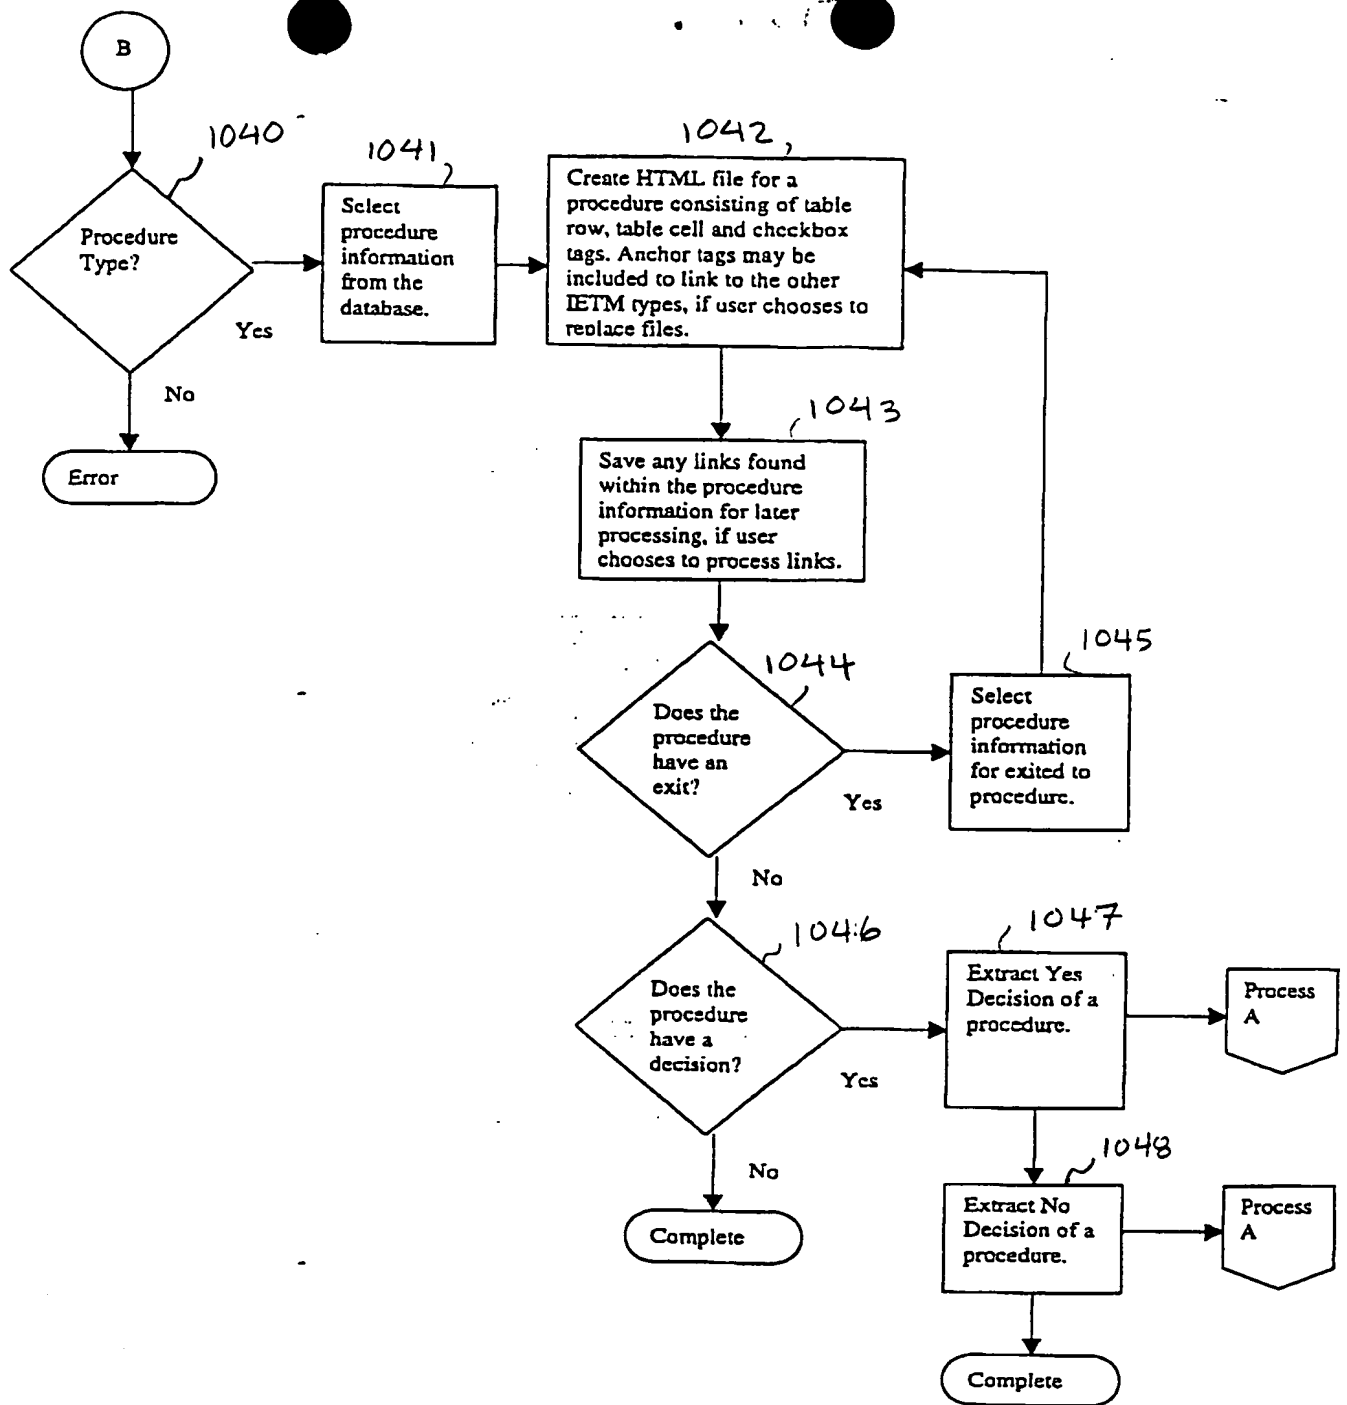 B
1040
1041
1042
Procedure
Type?
Yes
No
Error
Select
procedure
information
from the
database.
Create HTML file for a
procedure consisting of table
row, table cell and checkbox
tags. Anchor tags may be
included to link to the other
IETM types, if user chooses to
replace files.
1043
Save any links found
within the procedure
information for later
processing, if user
chooses to process links.
1044
Does the
procedure
have an
exit?
Yes
No
1045
Select
procedure
information
for exited to
procedure.
1046
Does the
procedure
have a
decision?
Yes
No
Complete
1047
Extract Yes
Decision of a
procedure.
Process
A
1048
Extract No
Decision of a
procedure.
Process
A
Complete